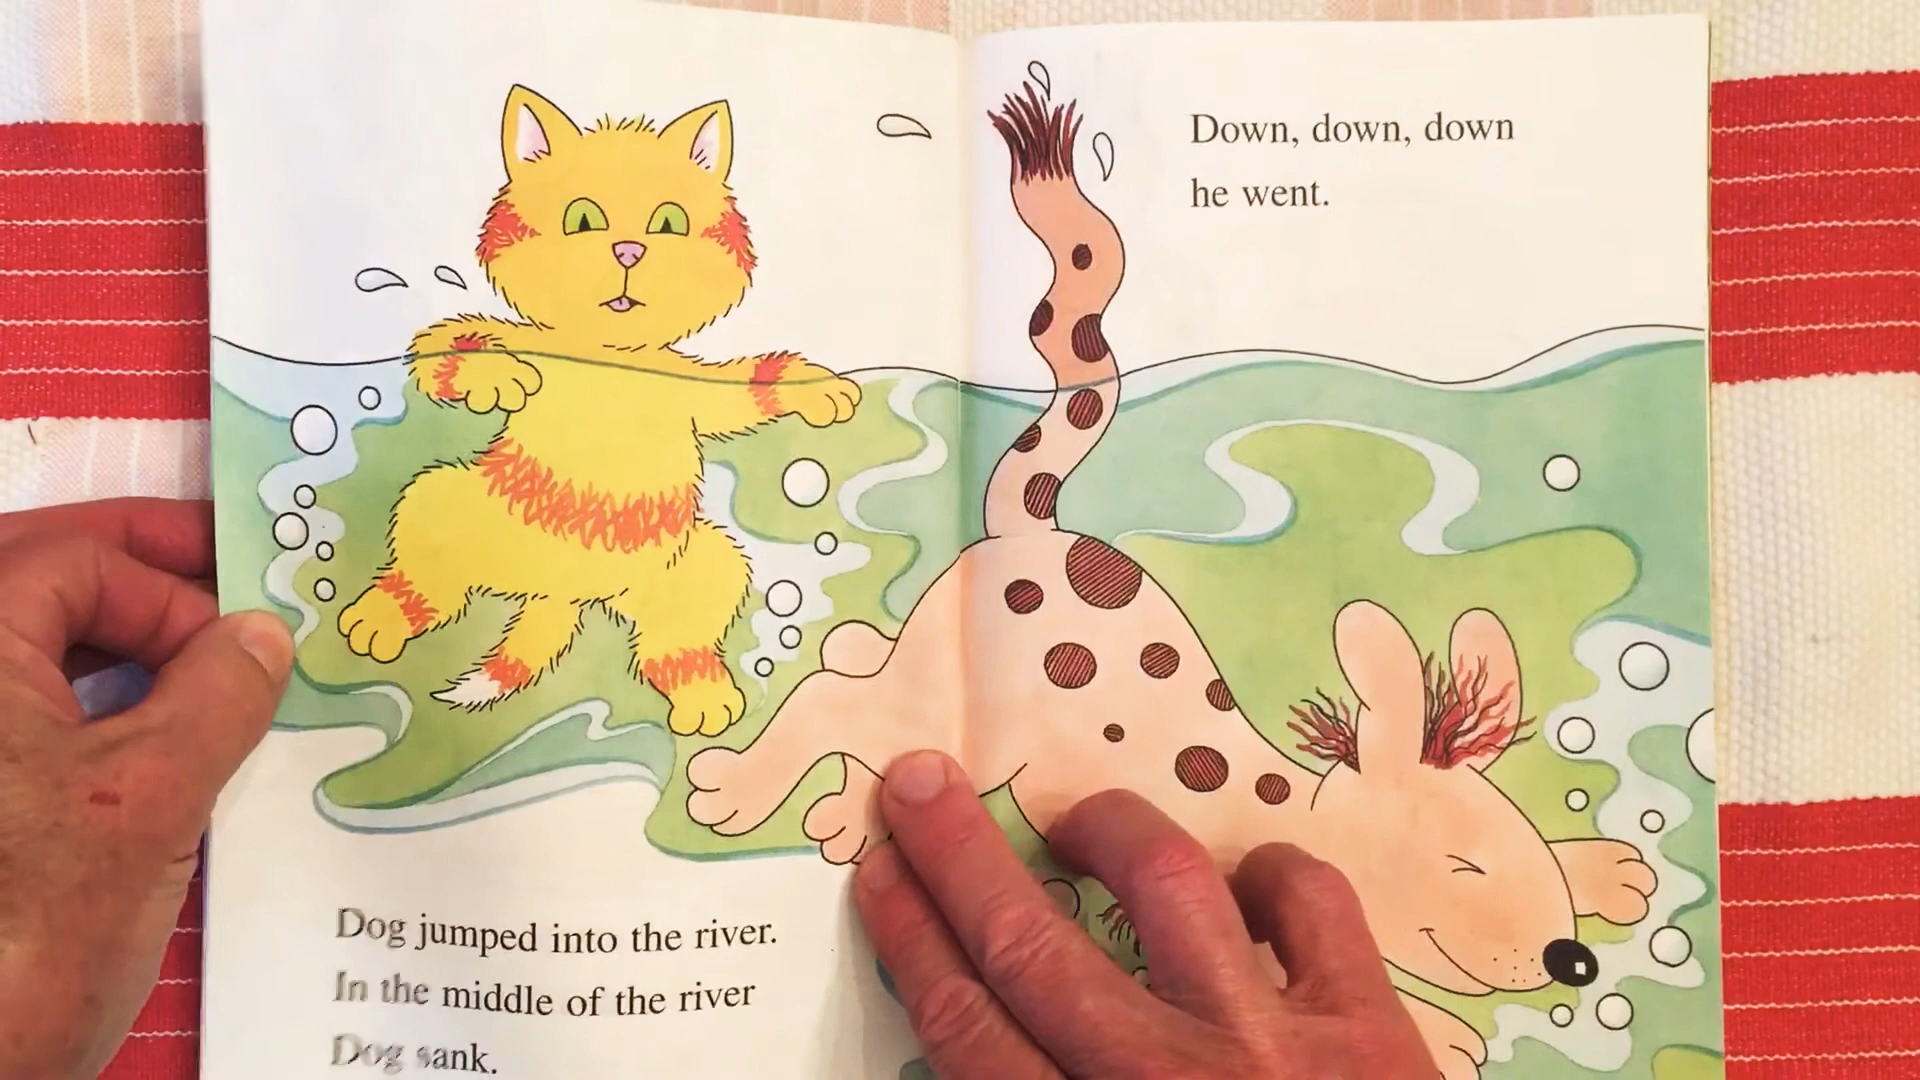 Dog jumped into the river.
In the middle of the river
Dog sank.
Down, down, down
he went.